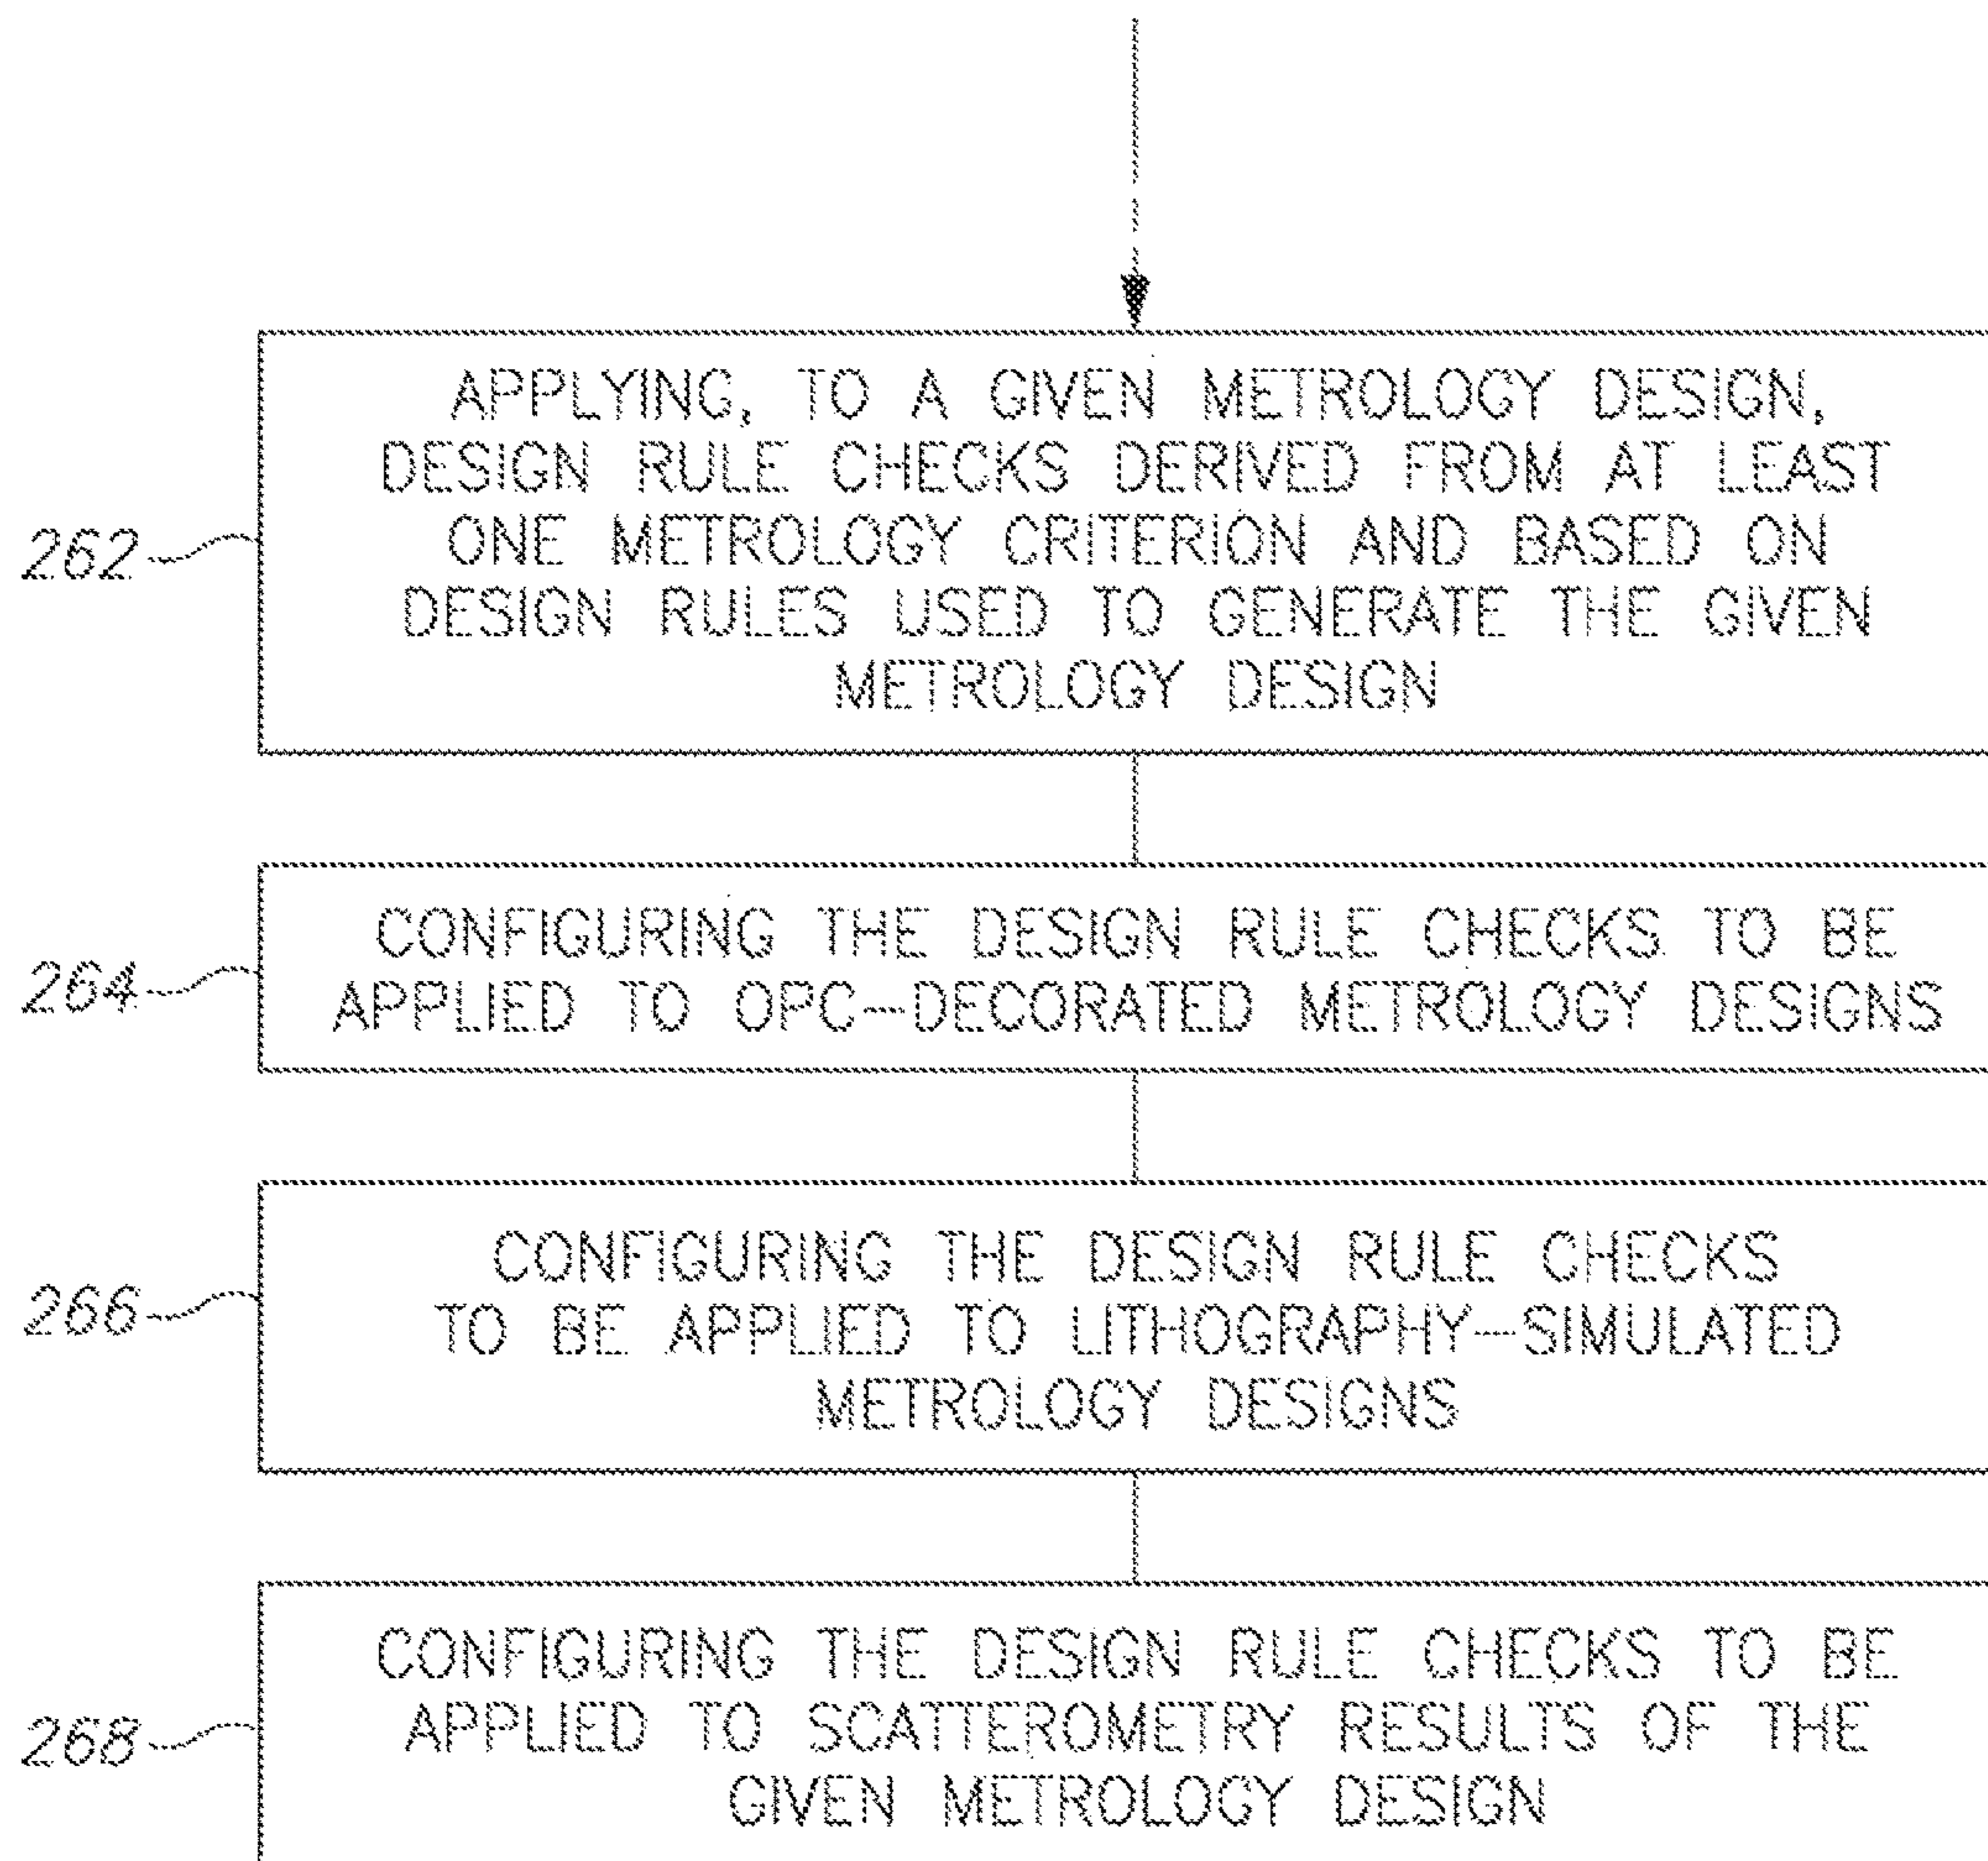 APPLYING, TO A GIVEN METROLOGY DESIGN,
DESIGN RULE CHECKS DERIVED FROM AT LEAST
ONE METROLOGY CRITERION AND BASED ON
DESIGN RULES USED TO GENERATE THE GIVEN
METROLOGY DESIGN
262
CONFIGURING THE DESIGN RULE CHECKS TO BE
APPLIED TO OPC-DECORATED METROLOGY DESIGNS
264
CONFIGURING THE DESIGN RULE CHECKS
TO BE APPLIED TO LITHOGRAPHY-SIMULATED
METROLOGY DESIGNS
266
CONFIGURING THE DESIGN RULE CHECKS TO BE
APPLIED TO SCATTEROMETRY RESULTS OF THE
GIVEN METROLOGY DESIGN
268